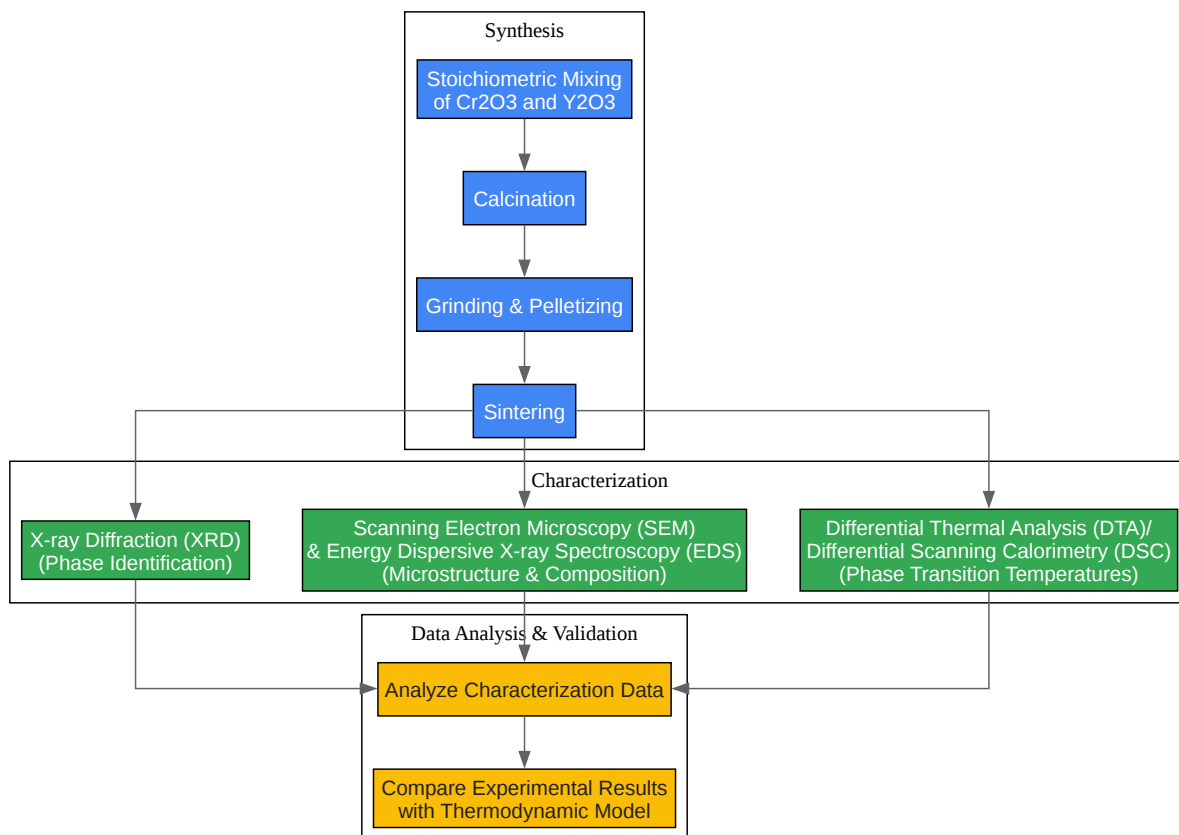 Synthesis
Stoichiometric Mixing
of Cr2O3 and Y2O3
Calcination
Grinding & Pelletizing
Sintering
Characterization
X-ray Diffraction (XRD)
(Phase Identification)
Scanning Electron Microscopy (SEM)
& Energy Dispersive X-ray Spectroscopy (EDS)
(Microstructure & Composition)
Differential Thermal Analysis (DTA)/
Differential Scanning Calorimetry (DSC)
(Phase Transition Temperatures)
Data Analysis & Validation
Analyze Characterization Data
Compare Experimental Results
with Thermodynamic Model